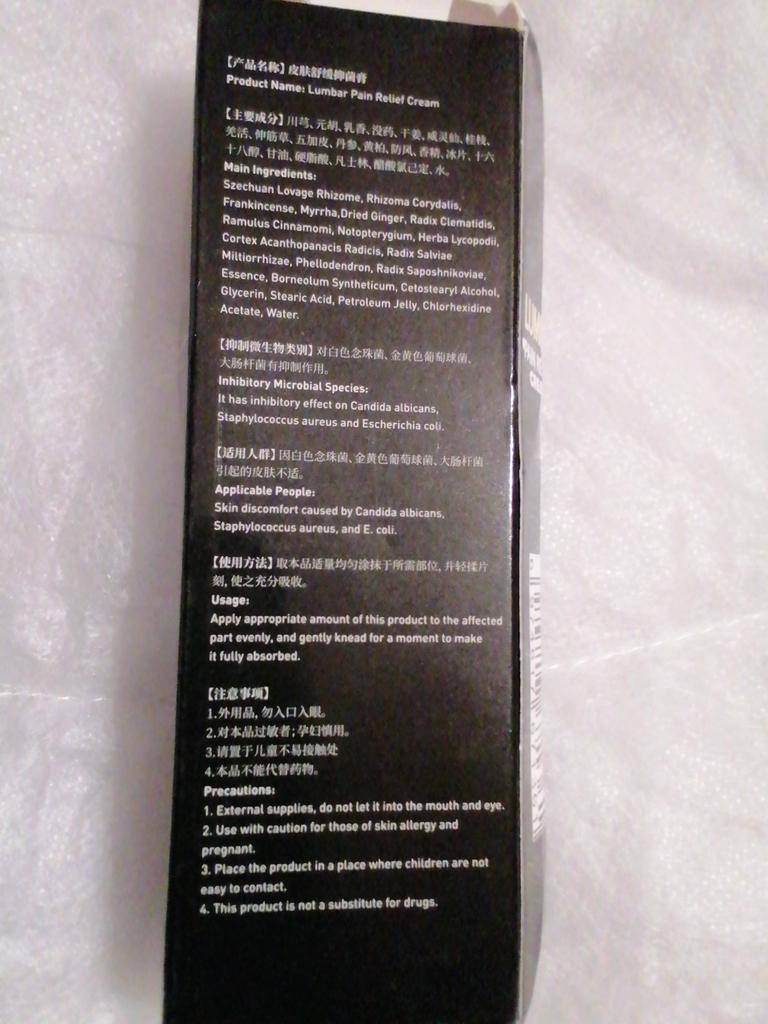 【产品名称】皮肤舒缓抑菌膏
Product Name: Lumbar Pain Relief Cream
【主要成分】川芎、元胡、乳香、没药、干姜、威灵仙、桂枝、
羌活、伸筋草、五加皮、丹参、黄柏、防风、香精、冰片、十六
十八醇、甘油、硬脂酸、凡士林、醋酸氯己定、水。
Main Ingredients:
Szechuan Lovage Rhizome, Rhizoma Corydalis,
Frankincense, Myrrha,Dried Ginger, Radix Clematidis,
Ramulus Cinnamomi, Notopterygium, Herba Lycopodii,
Cortex Acanthopanacis Radicis, Radix Salviae
Miltiorrhizae, Phellodendron, Radix Saposhnikoviae,
Essence, Borneolum Syntheticum, Cetostearyl Alcohol,
Glycerin, Stearic Acid, Petroleum Jelly, Chlorhexidine
Acetate, Water.
【抑制微生物类别】对白色念珠菌、金黄色葡萄球菌、
大肠杆菌有抑制作用。
Inhibitory Microbial Species:
It has inhibitory effect on Candida albicans,
Staphylococcus aureus and Escherichia coli.
【适用人群】因白色念珠菌、金黄色葡萄球菌、大肠杆菌
引起的皮肤不适。
Applicable People:
Skin discomfort caused by Candida albicans,
Staphylococcus aureus, and E. coli.
【使用方法】取本品适量均匀涂抹于所需部位, 并轻揉片
刻, 使之充分吸收。
Usage:
Apply appropriate amount of this product to the affected
part evenly, and gently knead for a moment to make
it fully absorbed.
【注意事项】
1.外用品, 勿入口入眼。
2.对本品过敏者; 孕妇慎用。
3.请置于儿童不易接触处
4.本品不能代替药物。
Precautions:
1. External supplies, do not let it into the mouth and eye.
2. Use with caution for those of skin allergy and
pregnant.
3. Place the product in a place where children are not
easy to contact.
4. This product is not a substitute for drugs.